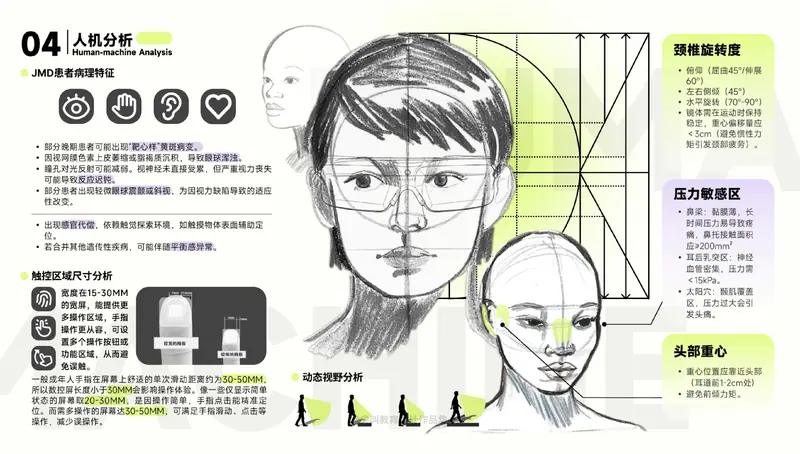 04 人机分析
Human-machine Analysis
JMD患者病理特征
部分晚期患者可能出现"靶心样"黄斑病变。
因视网膜色素上皮萎缩或脂褐质沉积，导致眼球浑浊。
瞳孔对光反射可能减弱。视神经未直接受累，但严重视力丧失
可能导致反应迟钝。
部分患者出现轻微眼球震颤或斜视，为因视力缺陷导致的适应
性改变。
出现感官代偿，依赖触觉探索环境，如触摸物体表面辅助定
位。
若合并其他遗传性疾病，可能伴随平衡感异常。
触控区域尺寸分析
宽度在15-30MM
的宽屏，能提供更
多操作区域，手指
操作更从容，可设
置多个操作按钮或
功能区域，从而避
免误触。
较宽的拇指
一般成年人手指在屏幕上舒适的单次滑动距离约为30-50MM，
所以数控屏长度小于30MM会影响操作体验。像一些仅显示简单
状态的屏幕取20-30MM，是因操作简单，手指点击能精准定
位。而需多操作的屏幕达30-50MM，可满足手指滑动、点击等
操作，减少误操作。
动态视野分析
颈椎旋转度
俯仰（屈曲45°/伸展
60°）
左右侧倾（45°）
水平旋转（70°-90°）
镜体需在运动时保持
稳定，重心偏移量应
＜3cm（避免惯性力
矩引发颈部疲劳）。
压力敏感区
鼻梁：黏膜薄，长
时间压力易导致疼
痛，鼻托接触面积
应≥200mm²
耳后乳突区：神经
血管密集，压力需
＜15kPa。
太阳穴：颞肌覆盖
区，压力过大会引
发头痛。
头部重心
重心位置应靠近头部
（耳道前1-2cm处）
避免前倾力矩。